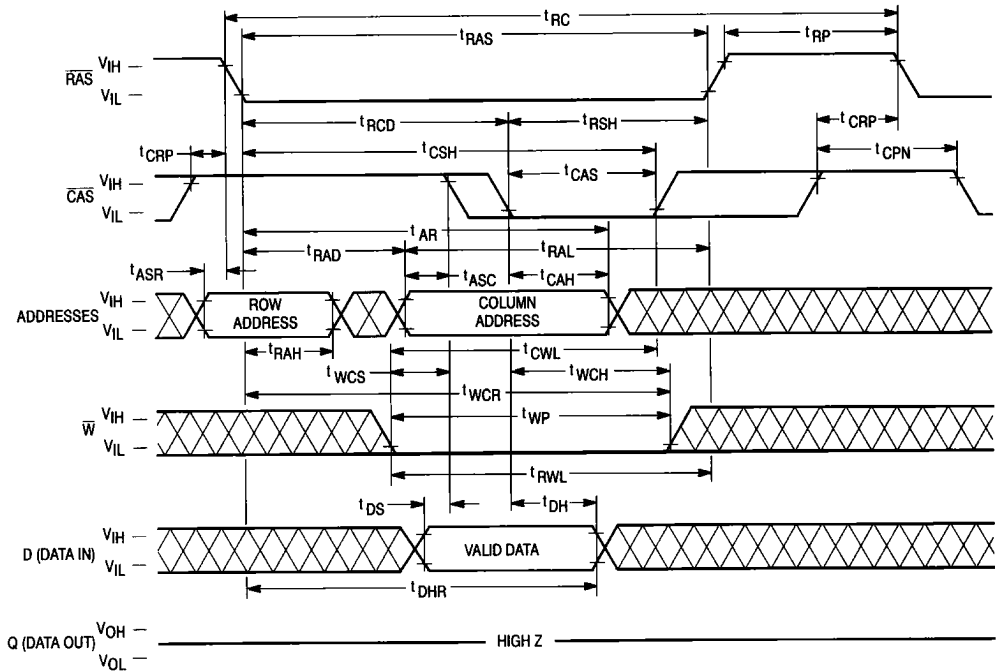 tRC
tRAS
tRP
RAS
VIH
VIL
tRCD
tRSH
tCRP
tCRP
tCSH
tCPN
CAS
VIH
VIL
tCAS
tAR
tRAD
tRAL
tASR
tASC
tCAH
ADDRESSES
VIH
VIL
ROW ADDRESS
COLUMN ADDRESS
tRAH
tCWL
tWCS
tWCH
tWCR
W
VIH
VIL
tWP
tRWL
tDS
tDH
D (DATA IN)
VIH
VIL
VALID DATA
tDHR
Q (DATA OUT)
VOH
VOL
HIGH Z